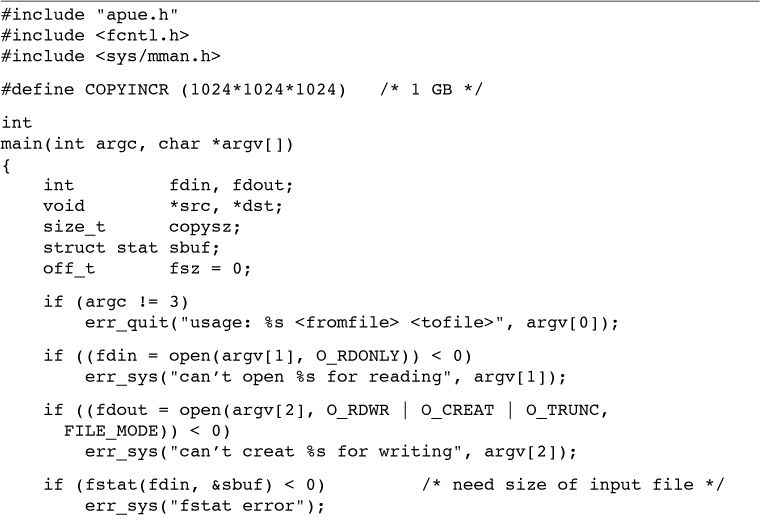 #include "apue.h"
#include <fcntl.h>
#include <sys/mman.h>
#define COPYINCR (1024*1024*1024)   /* 1 GB */
int
main(int argc, char *argv[])
{
    int         fdin, fdout;
    void        *src, *dst;
    size_t      copysz;
    struct stat sbuf;
    off_t       fsz = 0;
    if (argc != 3)
        err_quit("usage: %s <fromfile> <tofile>", argv[0]);
    if ((fdin = open(argv[1], O_RDONLY)) < 0)
        err_sys("can’t open %s for reading", argv[1]);
    if ((fdout = open(argv[2], O_RDWR | O_CREAT | O_TRUNC,
      FILE_MODE)) < 0)
        err_sys("can’t creat %s for writing", argv[2]);
    if (fstat(fdin, &sbuf) < 0)         /* need size of input file */
        err_sys("fstat error");